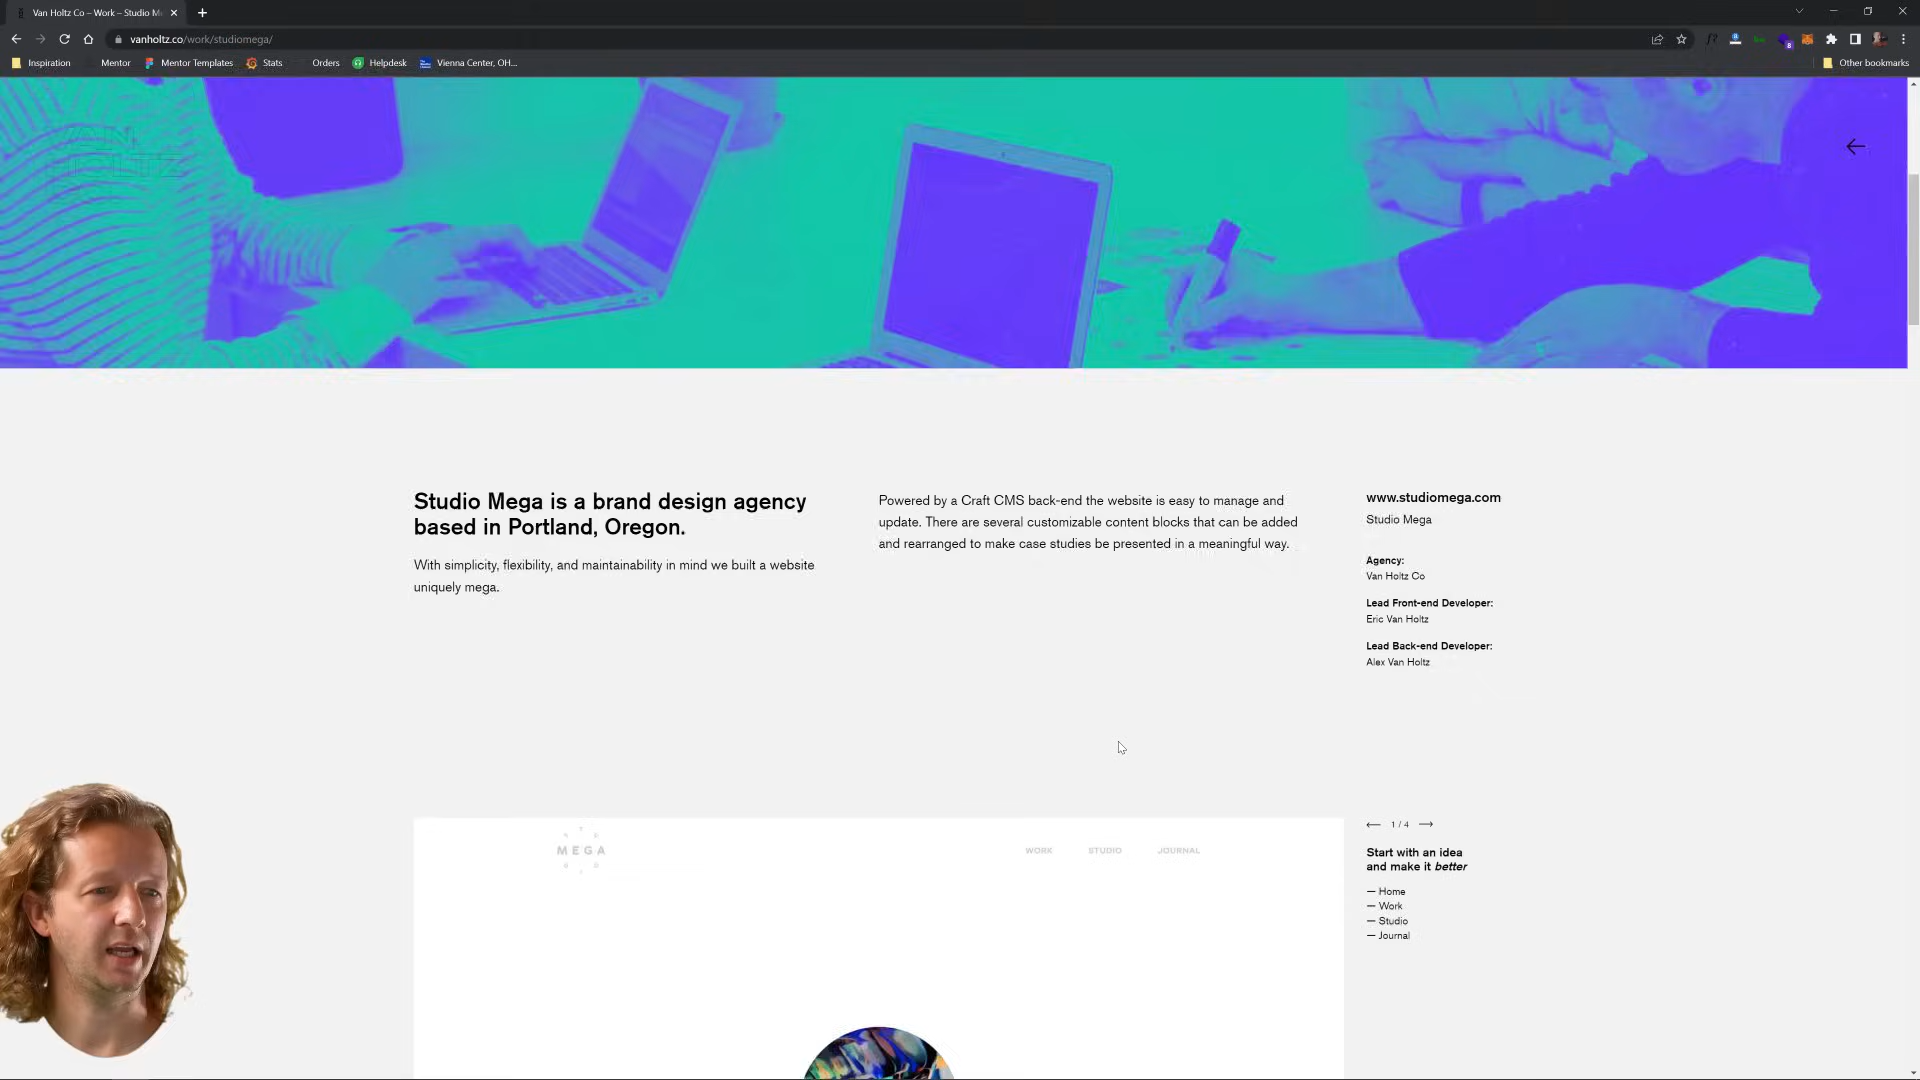 Van Holtz Co – Work – Studio M
vanholtz.co/work/studiomega/
Inspiration
Mentor
Mentor Templates
Stats
Orders
Helpdesk
Vienna Center, OH...
Other bookmarks
VAN
HOLTZ
Studio Mega is a brand design agency
based in Portland, Oregon.
With simplicity, flexibility, and maintainability in mind we built a website
uniquely mega.
Powered by a Craft CMS back-end the website is easy to manage and
update. There are several customizable content blocks that can be added
and rearranged to make case studies be presented in a meaningful way.
www.studiomega.com
Studio Mega
Agency:
Van Holtz Co
Lead Front-end Developer:
Eric Van Holtz
Lead Back-end Developer:
Alex Van Holtz
MEGA
WORK
STUDIO
JOURNAL
1 / 4
Start with an idea
and make it better
— Home
— Work
— Studio
— Journal